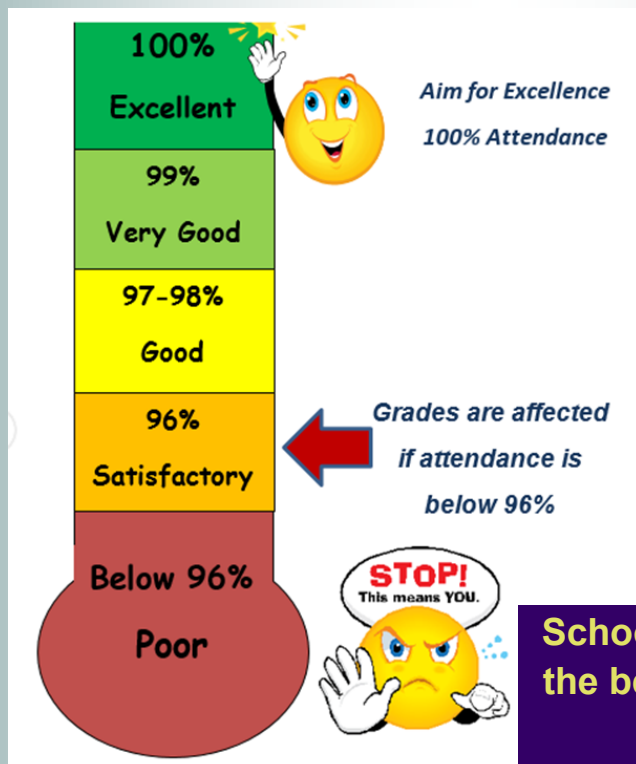 100%
Excellent
Aim for Excellence
100% Attendance
99%
Very Good
97-98%
Good
96%
Satisfactory
Grades are affected
if attendance is
below 96%
Below 96%
Poor
STOP!
This means YOU.
the